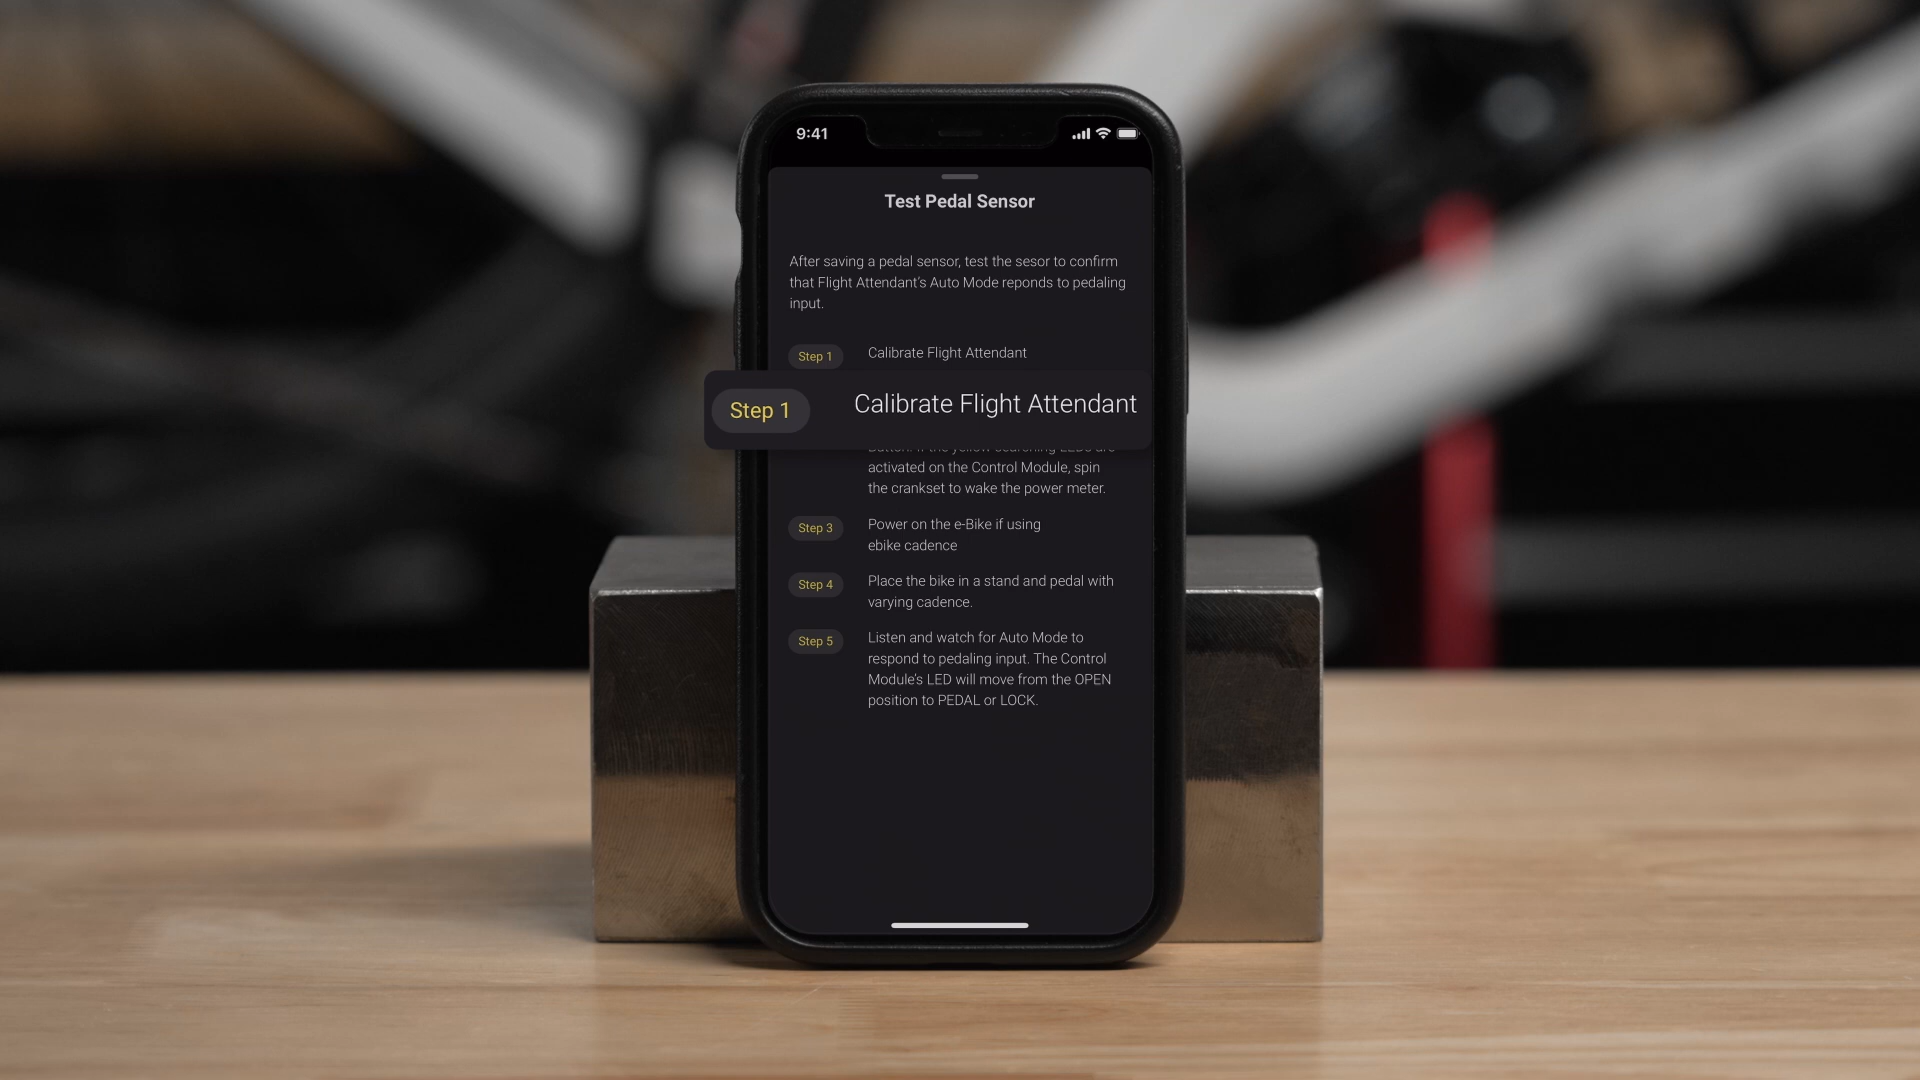 9:41
Test Pedal Sensor
After saving a pedal sensor, test the sesor to confirm
that Flight Attendant's Auto Mode reponds to pedaling
input.
Step 1 Calibrate Flight Attendant
Step 1 Calibrate Flight Attendant
activated on the Control Module, spin
the crankset to wake the power meter.
Step 3 Power on the e-Bike if using
ebike cadence
Step 4 Place the bike in a stand and pedal with
varying cadence.
Step 5 Listen and watch for Auto Mode to
respond to pedaling input. The Control
Module's LED will move from the OPEN
position to PEDAL or LOCK.